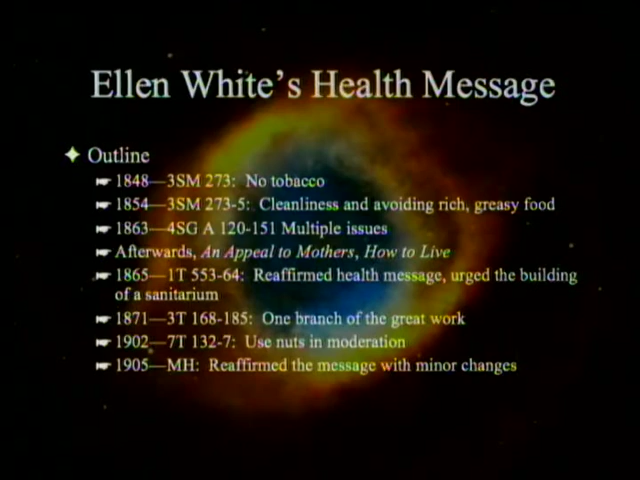 Ellen White's Health Message
Outline
1848—3SM 273: No tobacco
1854—3SM 273-5: Cleanliness and avoiding rich, greasy food
1863—4SG A 120-151 Multiple issues
Afterwards, An Appeal to Mothers, How to Live
1865—1T 553-64: Reaffirmed health message, urged the building
of a sanitarium
1871—3T 168-185: One branch of the great work
1902—7T 132-7: Use nuts in moderation
1905—MH: Reaffirmed the message with minor changes